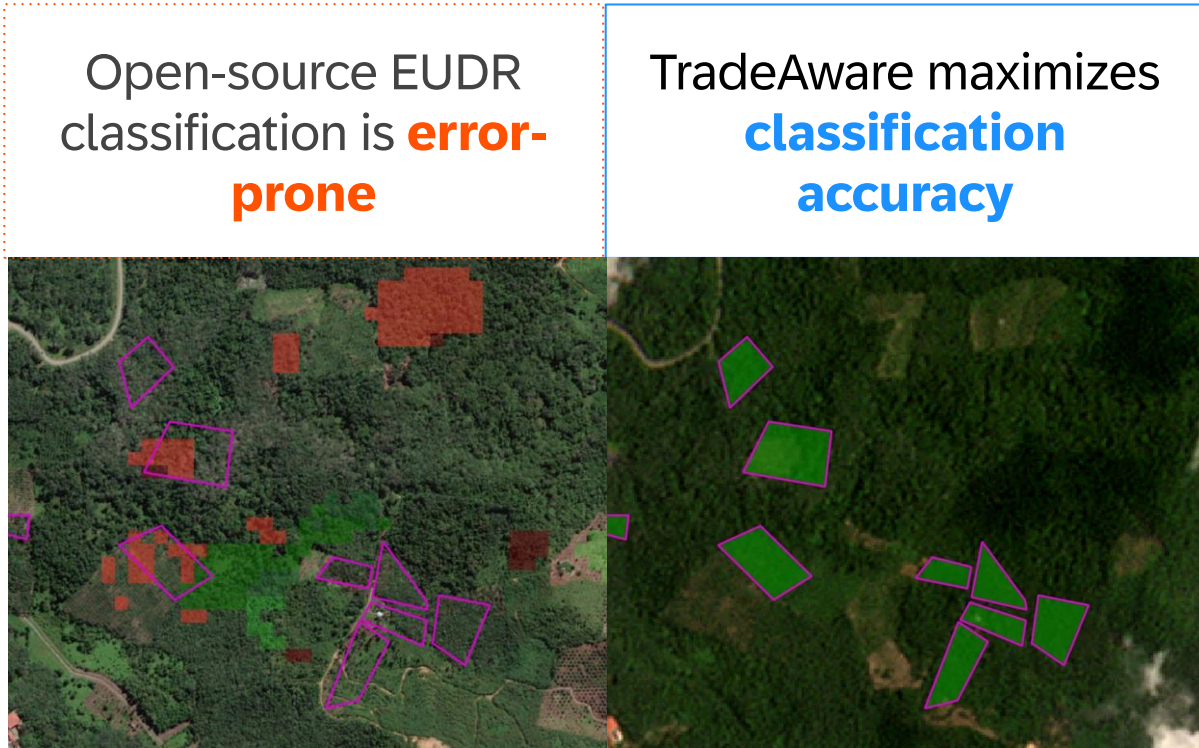 Open-source EUDR
classification is error-
prone
TradeAware maximizes
classification
accuracy